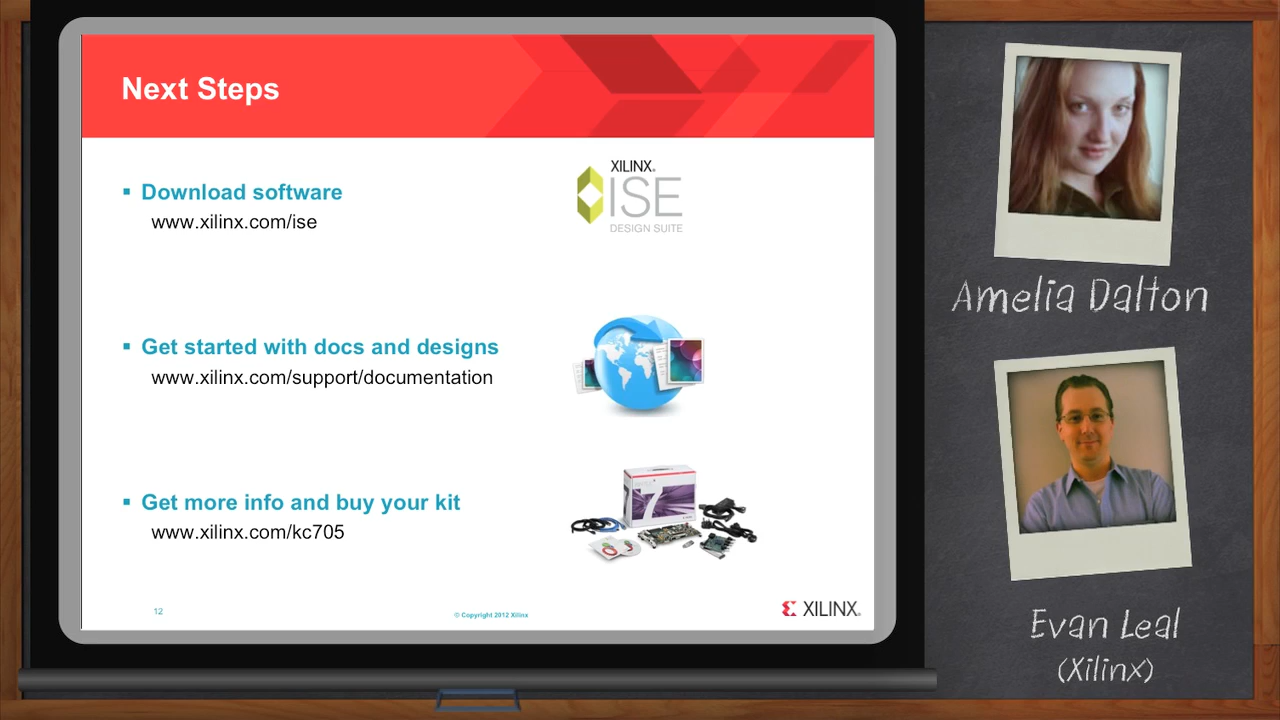 Next Steps
Download software
www.xilinx.com/ise
XILINX®
ISE
DESIGN SUITE
Get started with docs and designs
www.xilinx.com/support/documentation
Get more info and buy your kit
www.xilinx.com/kc705
7
12
© Copyright 2012 Xilinx
XILINX®
Amelia Dalton
Evan Leal
(Xilinx)